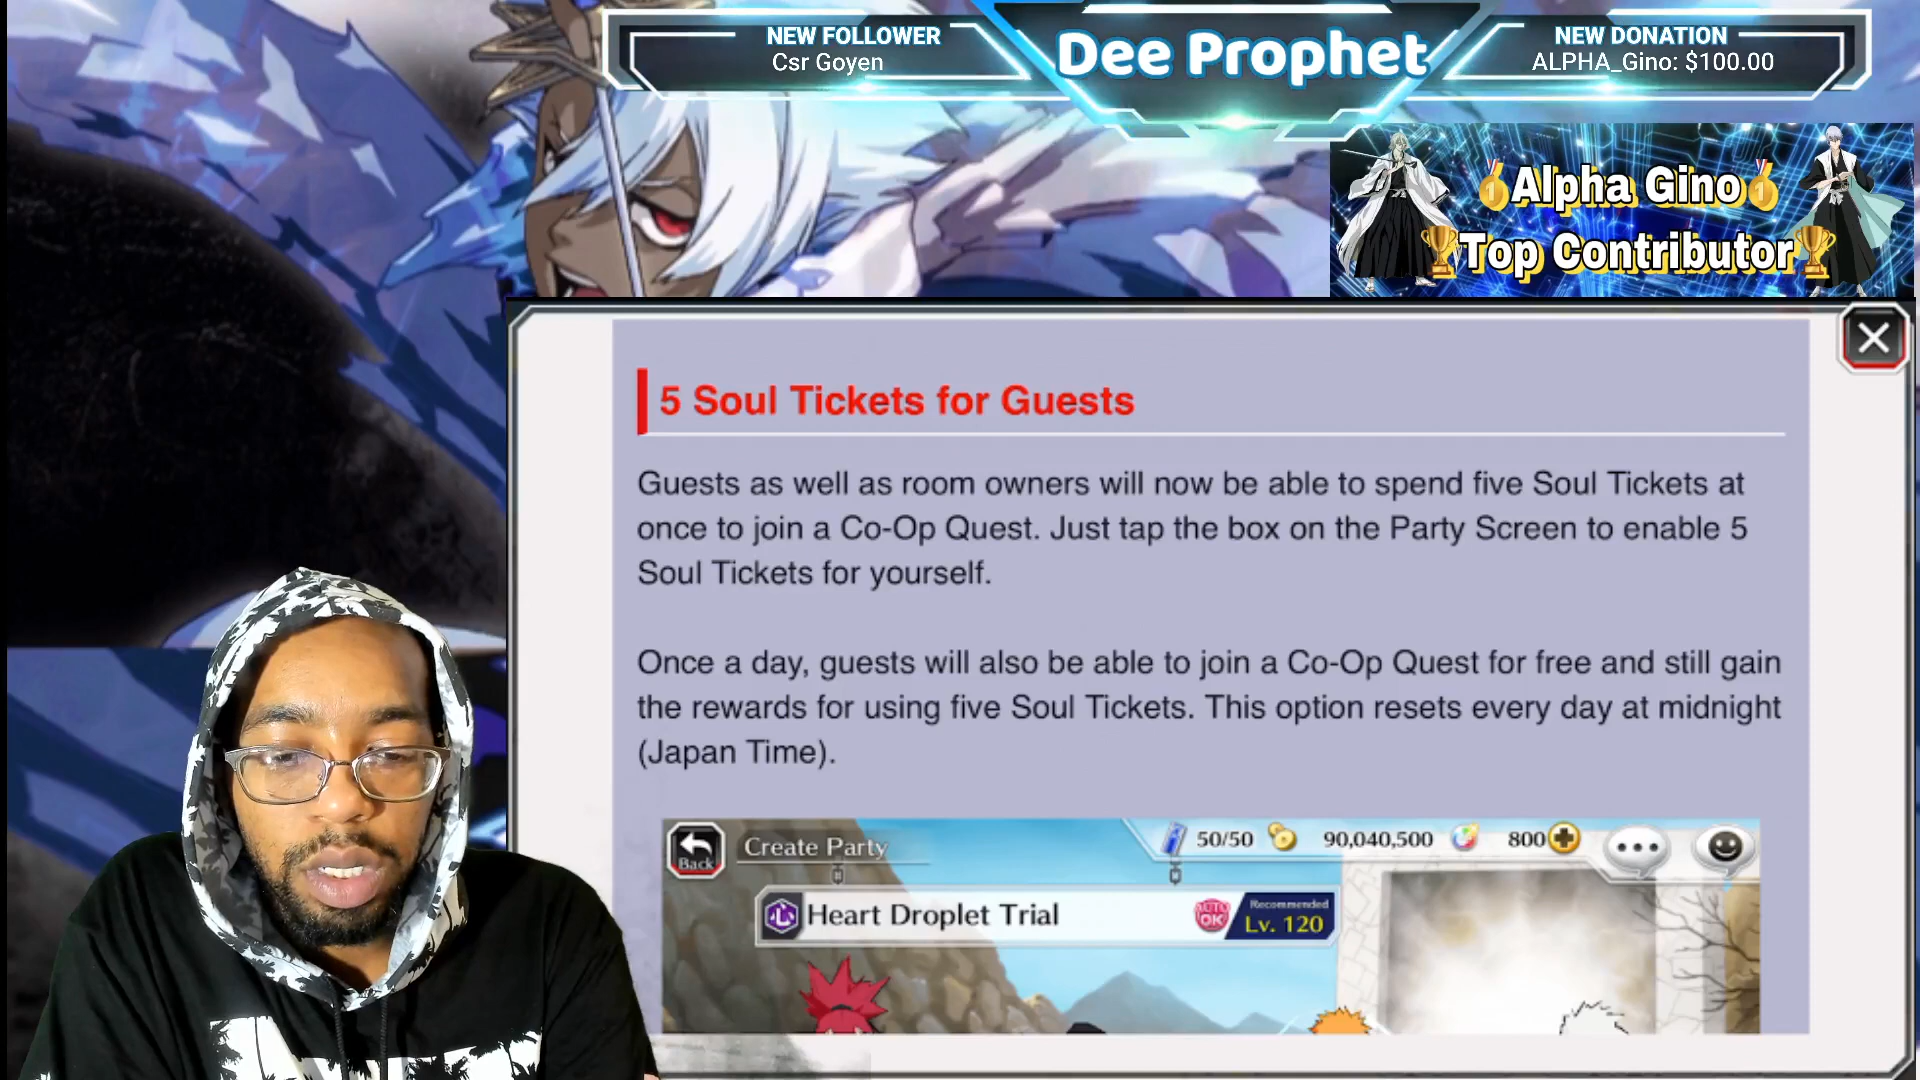 NEW FOLLOWER
Csr Goyen
Dee Prophet
NEW DONATION
ALPHA_Gino: $100.00
Alpha Gino
Top Contributor
5 Soul Tickets for Guests
Guests as well as room owners will now be able to spend five Soul Tickets at
once to join a Co-Op Quest. Just tap the box on the Party Screen to enable 5
Soul Tickets for yourself.
Once a day, guests will also be able to join a Co-Op Quest for free and still gain
the rewards for using five Soul Tickets. This option resets every day at midnight
(Japan Time).
Back
Create Party
50/50
90,040,500
800
Heart Droplet Trial
AUTO
OK
Recommended
Lv. 120